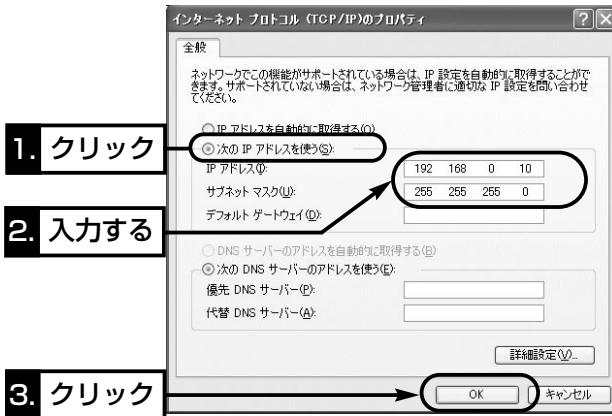 インターネット プロトコル (TCP/IP)のプロパティ
全般
ネットワークでこの機能がサポートされている場合は、IP 設定を自動的に取得することがで
きます。サポートされていない場合は、ネットワーク管理者に適切な IP 設定を問い合わせ
てください。
IP アドレスを自動的に取得する(O)
1. クリック
次の IP アドレスを使う(S):
IP アドレス(I): 192 168 0 10
サブネット マスク(U): 255 255 255 0
2. 入力する
デフォルト ゲートウェイ(D):
DNS サーバーのアドレスを自動的に取得する(B)
次の DNS サーバーのアドレスを使う(E):
優先 DNS サーバー(P):
代替 DNS サーバー(A):
詳細設定(V)...
3. クリック
OK キャンセル